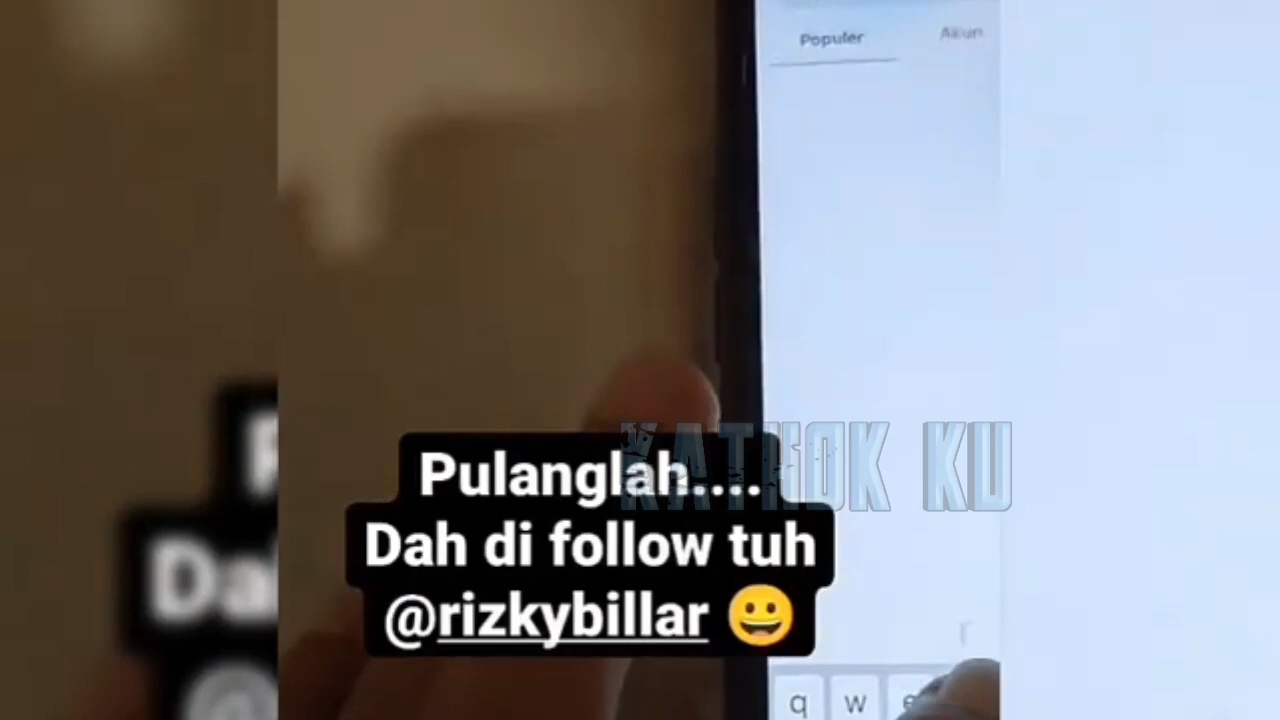 Populer
Akun
Pulanglah....
Dah di follow tuh
@rizkybillar 😀
KATHOK KU
q w e